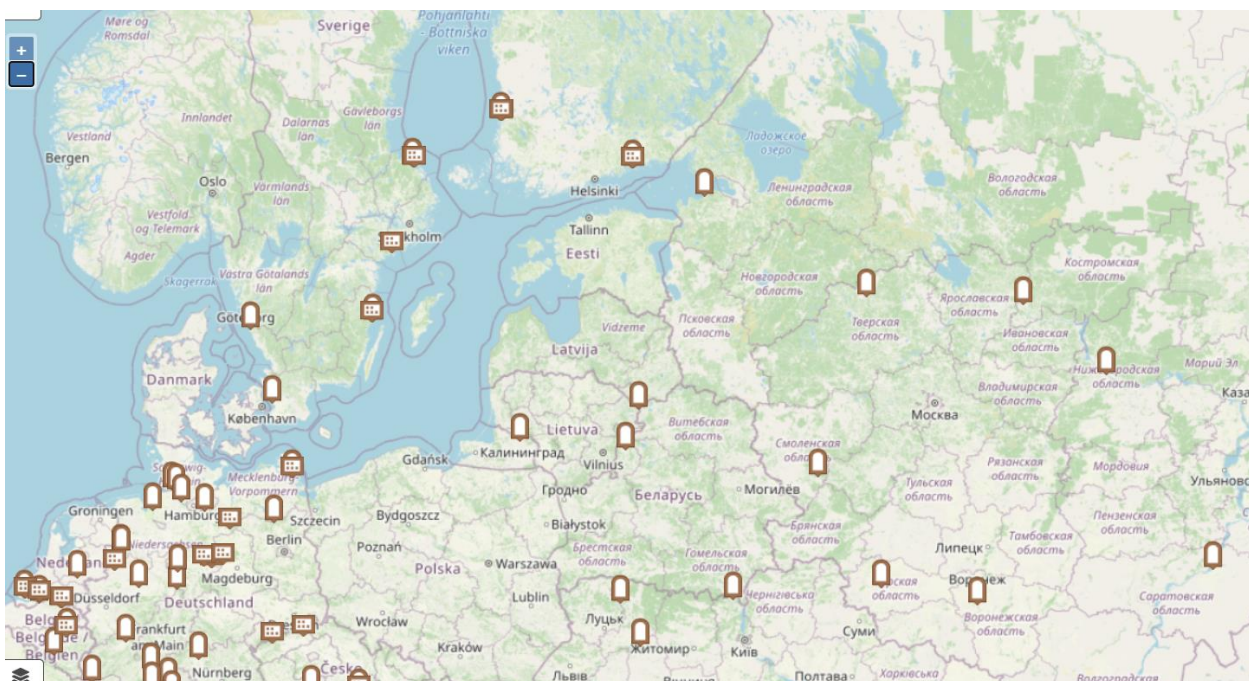 Møre og
Romsdal
Sverige
Pohjanlahti
- Bottniska
viken
+
−
Innlandet
Gävleborgs
län
Dalarnas
län
Vestland
Bergen
Ладожское
озеро
Oslo
Värmlands
län
Helsinki
Ленинградская
область
Вологодская
область
Vestfold
og Telemark
Tallinn
Agder
Eesti
Костромская
область
Skagerrak
Västra Götalands
län
Новгородская
область
Ярославская
область
Псковская
область
Тверская
область
Vidzeme
Ивановская
область
Latvija
Danmark
Марий Эл
Владимирская
область
København
Москва
Lietuva
Витебская
область
Gdańsk
Калининград
Смоленская
Vilnius
Рязанская
область
Мордовия
Mecklenburg
Vorpommern
Гродно
Беларусь
Могилёв
Тульская
область
Groningen
Hamburg
Szczecin
Bydgoszcz
Białystok
Брянская
область
Пензенская
область
Тамбовская
область
Berlin
Poznań
Брестская
область
Гомельская
область
Липецк
Polska
Warszawa
Magdeburg
Düsseldorf
Deutschland
Lublin
Чернігівська
область
Саратовская
область
Wrocław
Луцьк
Суми
Воронежская
область
België /
Belgique /
Belgien
Frankfurt
am Main
Kraków
Житомир
Київ
Nürnberg
Česko
Львів
Полтава
Харківська
Волгоградская